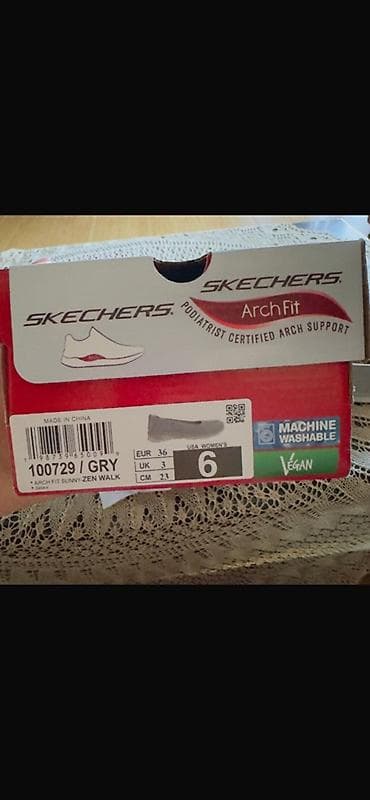 SKECHERS.
SKECHERS.
Arch Fit
PODIATRIST CERTIFIED ARCH SUPPORT
MADE IN CHINA
100729 / GRY
• ARCH FIT SUNNY-ZEN WALK
EUR 36
UK 3
CM 23
USA WOMEN'S
6
MACHINE
WASHABLE
VEGAN